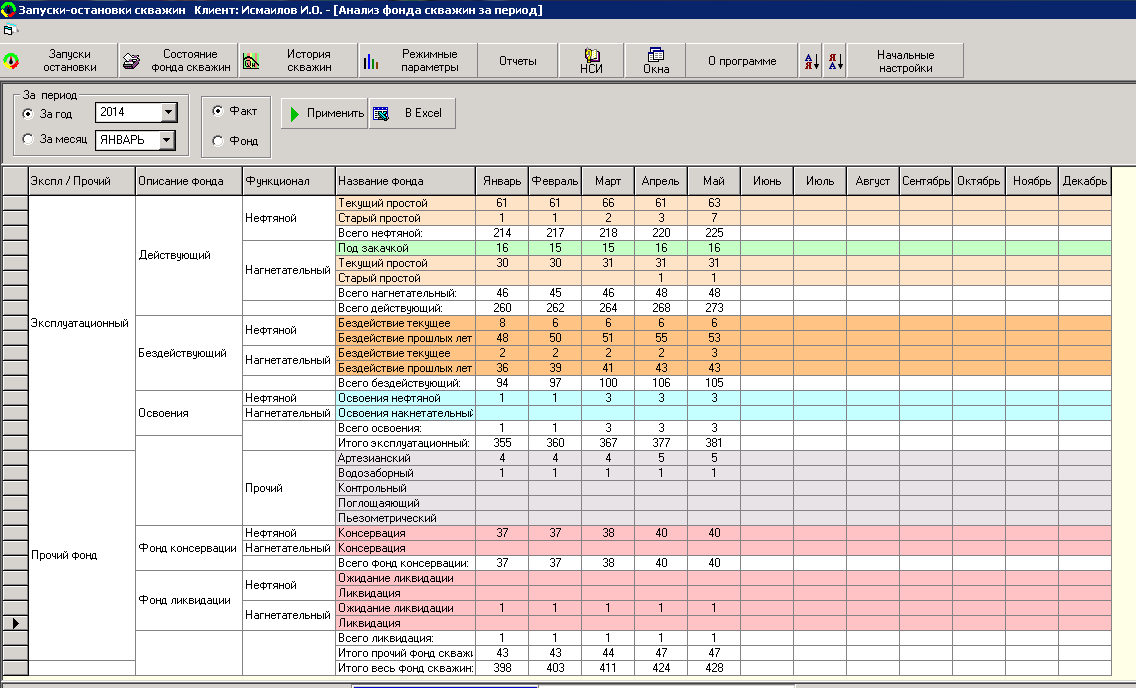 Запуски-остановки скважин Клиент: Исмаилов И.О. - [Анализ фонда скважин за период]
Запуски остановки
Состояние фонда скважин
История скважин
Режимные параметры
Отчеты
НСИ
Окна
О программе
Начальные настройки
За период
За год 2014
За месяц ЯНВАРЬ
Факт
Фонд
Применить
В Excel
Экспл / Прочий Описание фонда Функционал Название фонда Январь Февраль Март Апрель Май Июнь Июль Август Сентябрь Октябрь Ноябрь Декабрь
Эксплуатационный
Действующий
Нефтяной
Текущий простой 61 61 66 61 63
Старый простой 1 1 2 3 7
Всего нефтяной: 214 217 218 220 225
Нагнетательный
Под закачкой 16 15 15 16 16
Текущий простой 30 30 31 31 31
Старый простой 1 1
Всего нагнетательный: 46 45 46 48 48
Всего действующий: 260 262 264 268 273
Бездействующий
Нефтяной
Бездействие текущее 8 6 6 6 6
Бездействие прошлых лет 48 50 51 55 53
Нагнетательный
Бездействие текущее 2 2 2 2 3
Бездействие прошлых лет 36 39 41 43 43
Всего бездействующий: 94 97 100 106 105
Освоения
Нефтяной Освоения нефтяной 1 1 3 3 3
Нагнетательный Освоения накнетательный
Всего освоения: 1 1 3 3 3
Итого эксплуатационный: 355 360 367 377 381
Прочий фонд
Прочий
Артезианский 4 4 4 5 5
Водозаборный 1 1 1 1 1
Контрольный
Поглощаяющий
Пьезометрический
Фонд консервации
Нефтяной Консервация 37 37 38 40 40
Нагнетательный Консервация
Всего фонд консервации: 37 37 38 40 40
Фонд ликвидации
Нефтяной
Ожидание ликвидации
Ликвидация
Нагнетательный
Ожидание ликвидации 1 1 1 1 1
Ликвидация
Всего ликвидация: 1 1 1 1 1
Итого прочий фонд скважи 43 43 44 47 47
Итого весь фонд скважин: 398 403 411 424 428